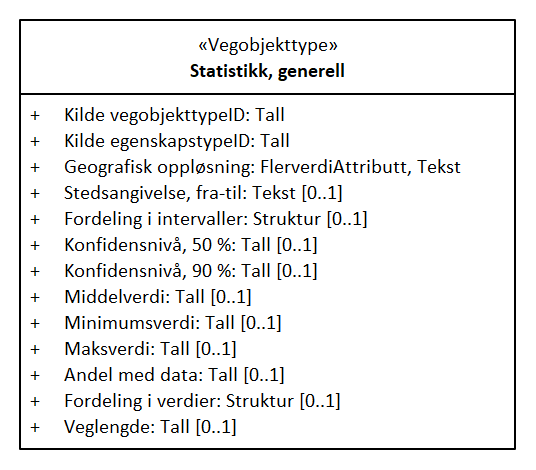 «Vegobjekttype»
Statistikk, generell
+ Kilde vegobjekttypeID: Tall
+ Kilde egenskapstypeID: Tall
+ Geografisk oppløsning: FlerverdiAttributt, Tekst
+ Stedsangivelse, fra-til: Tekst [0..1]
+ Fordeling i intervaller: Struktur [0..1]
+ Konfidensnivå, 50 %: Tall [0..1]
+ Konfidensnivå, 90 %: Tall [0..1]
+ Middelverdi: Tall [0..1]
+ Minimumsverdi: Tall [0..1]
+ Maksverdi: Tall [0..1]
+ Andel med data: Tall [0..1]
+ Fordeling i verdier: Struktur [0..1]
+ Veglengde: Tall [0..1]